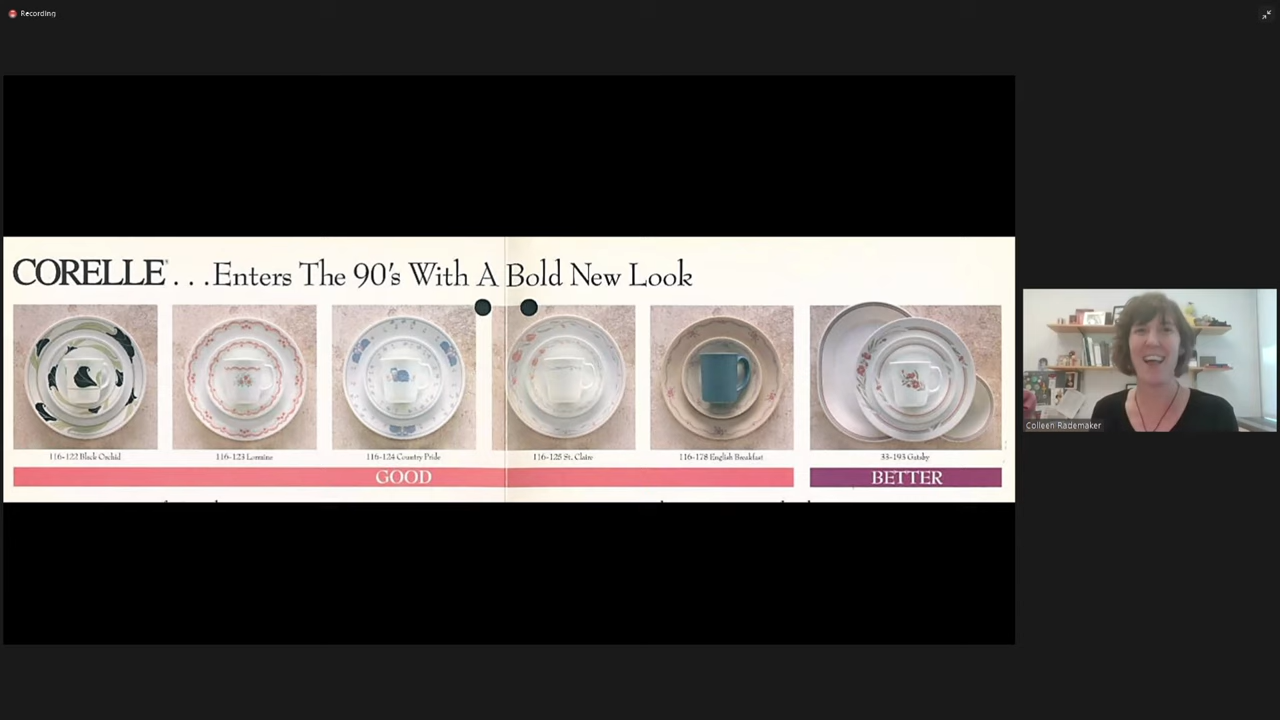 Recording
CORELLE® . . . Enters The 90's With A Bold New Look
116-122 Black Orchid
116-123 Lorraine
116-124 Country Pride
116-125 St. Claire
116-178 English Breakfast
33-193 Gatsby
GOOD
BETTER
Colleen Rademaker